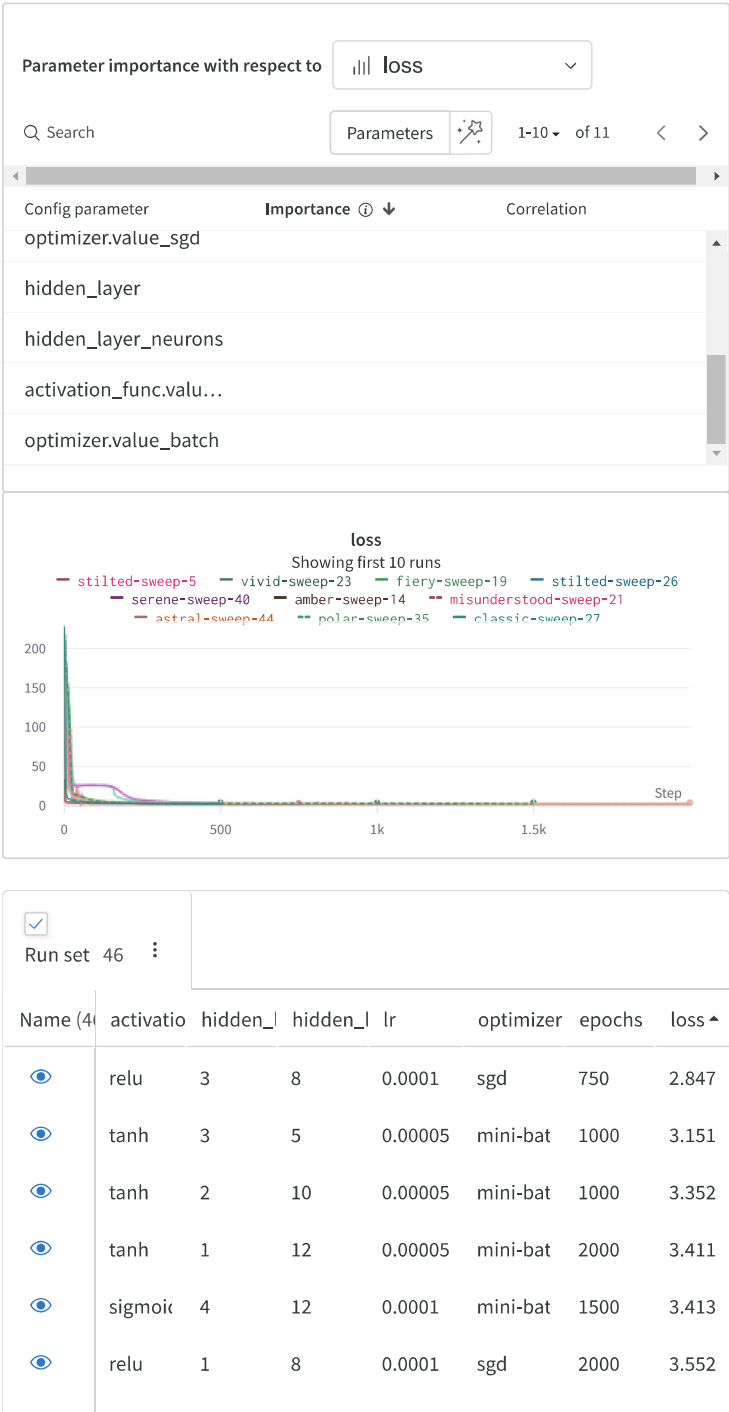 Parameter importance with respect to loss
Search Parameters 1-10 of 11
Config parameter Importance Correlation
optimizer.value_sgd
hidden_layer
hidden_layer_neurons
activation_func.valu...
optimizer.value_batch
loss
Showing first 10 runs
stilted-sweep-5 vivid-sweep-23 fiery-sweep-19 stilted-sweep-26
serene-sweep-40 amber-sweep-14 misunderstood-sweep-21
astral-sweep-44 polar-sweep-35 classic-sweep-27
200
150
100
50
Step
0
0 500 1k 1.5k
Run set 46
Name (46 activatio hidden_l hidden_l lr optimizer epochs loss
relu 3 8 0.0001 sgd 750 2.847
tanh 3 5 0.00005 mini-bat 1000 3.151
tanh 2 10 0.00005 mini-bat 1000 3.352
tanh 1 12 0.00005 mini-bat 2000 3.411
sigmoid 4 12 0.0001 mini-bat 1500 3.413
relu 1 8 0.0001 sgd 2000 3.552